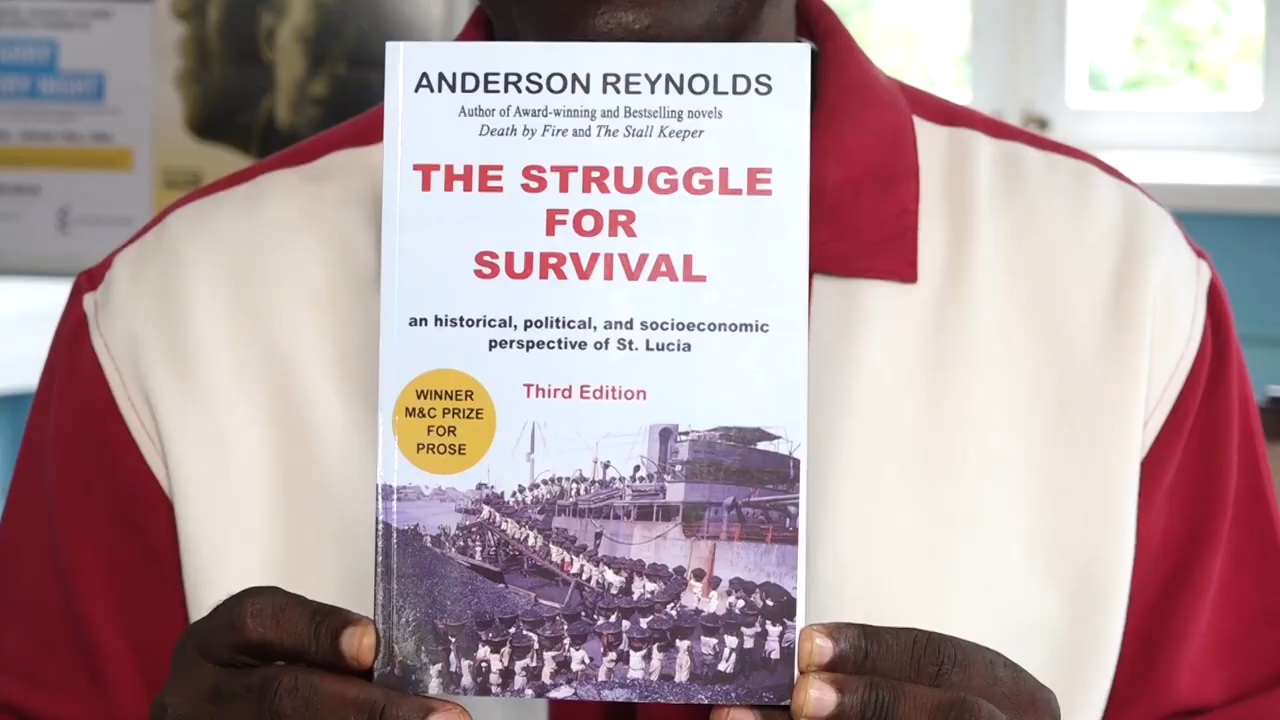 ANDERSON REYNOLDS
Author of Award-winning and Bestselling novels
Death by Fire and The Stall Keeper
THE STRUGGLE
FOR
SURVIVAL
an historical, political, and socioeconomic
perspective of St. Lucia
Third Edition
WINNER
M&C PRIZE
FOR
PROSE